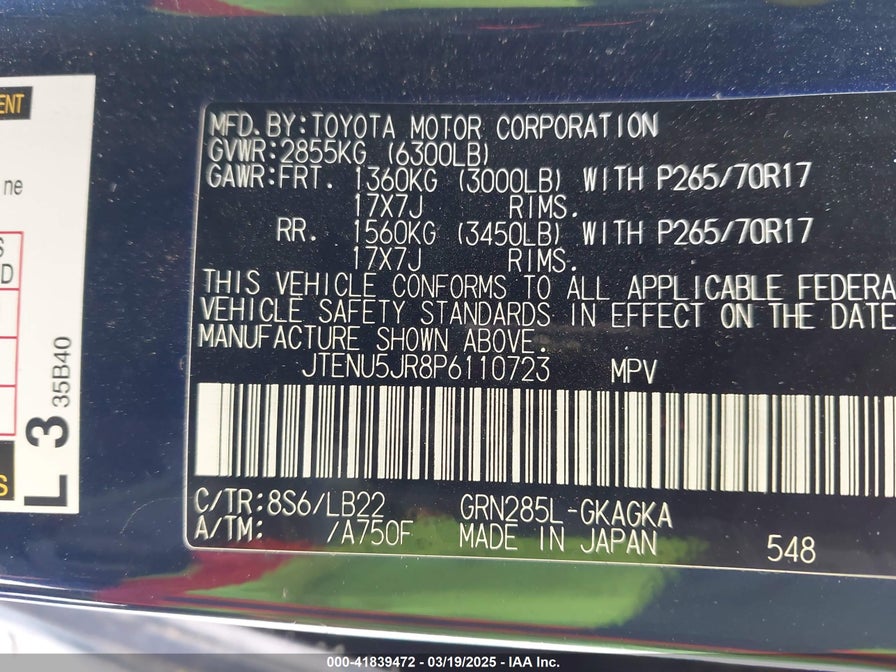 ENT
ne
S
D
L 3 35B40
S
MFD.BY:TOYOTA MOTOR CORPORATION
GVWR:2855KG (6300LB)
GAWR:FRT. 1360KG (3000LB) WITH P265/70R17
17X7J RIMS.
RR. 1560KG (3450LB) WITH P265/70R17
17X7J RIMS.
THIS VEHICLE CONFORMS TO ALL APPLICABLE FEDERA
VEHICLE SAFETY STANDARDS IN EFFECT ON THE DATE
MANUFACTURE SHOWN ABOVE.
JTENU5JR8P6110723 MPV
C/TR:8S6/LB22 GRN285L-GKAGKA
A/TM: /A750F MADE IN JAPAN 548
000-41839472 - 03/19/2025 - IAA Inc.